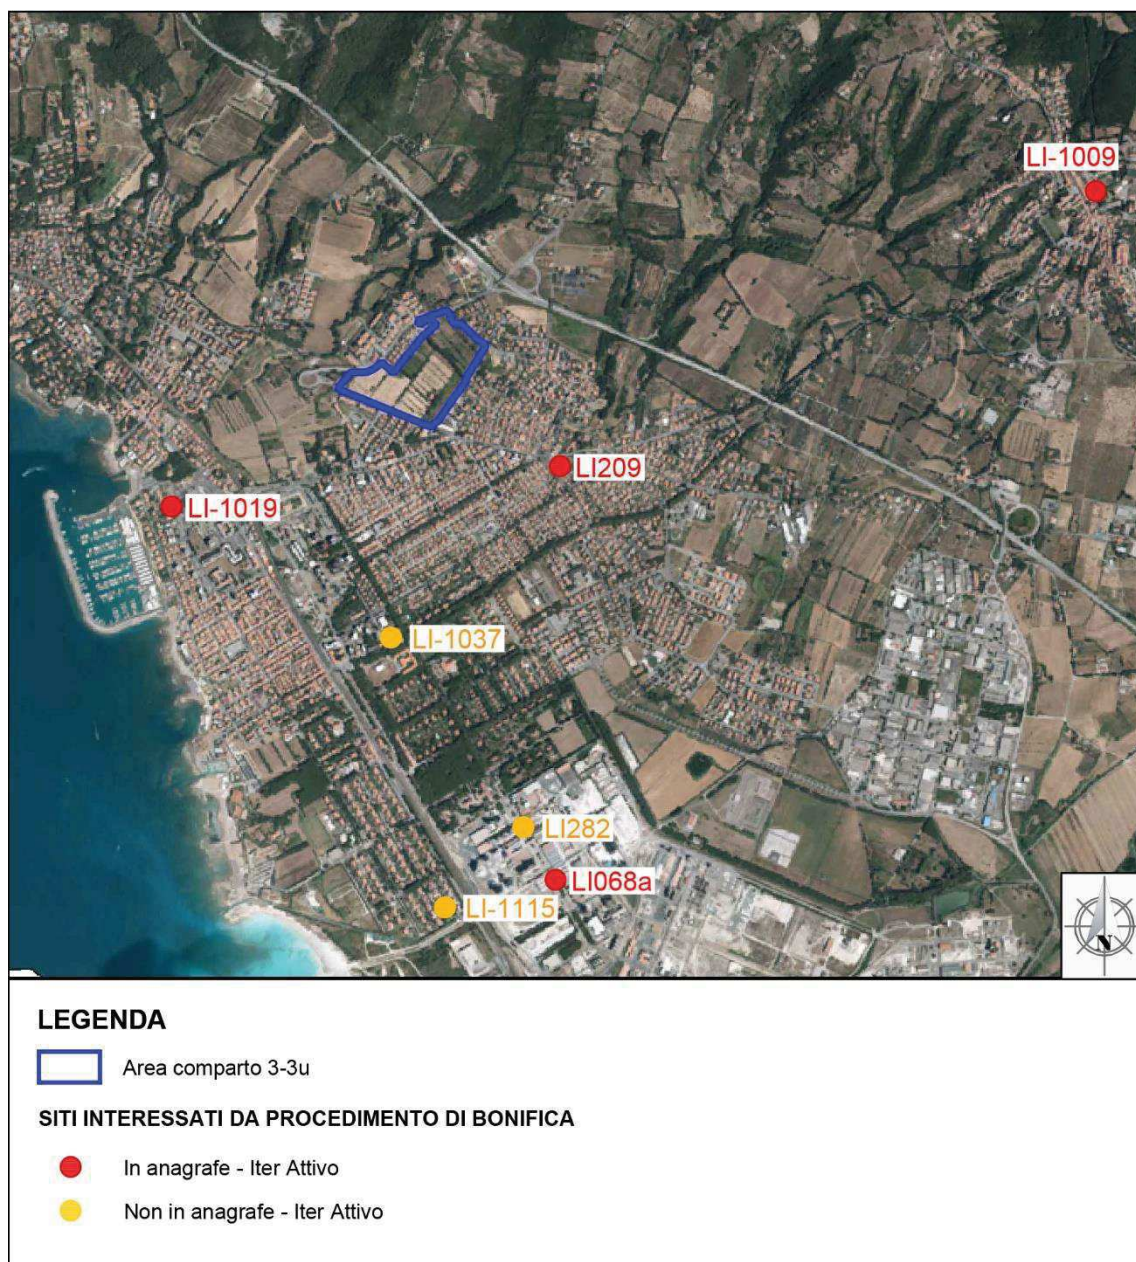 LI-1009
LI209
LI-1019
LI-1037
LI282
LI068a
LI-1115
N
LEGENDA
Area comparto 3-3u
SITI INTERESSATI DA PROCEDIMENTO DI BONIFICA
In anagrafe - Iter Attivo
Non in anagrafe - Iter Attivo